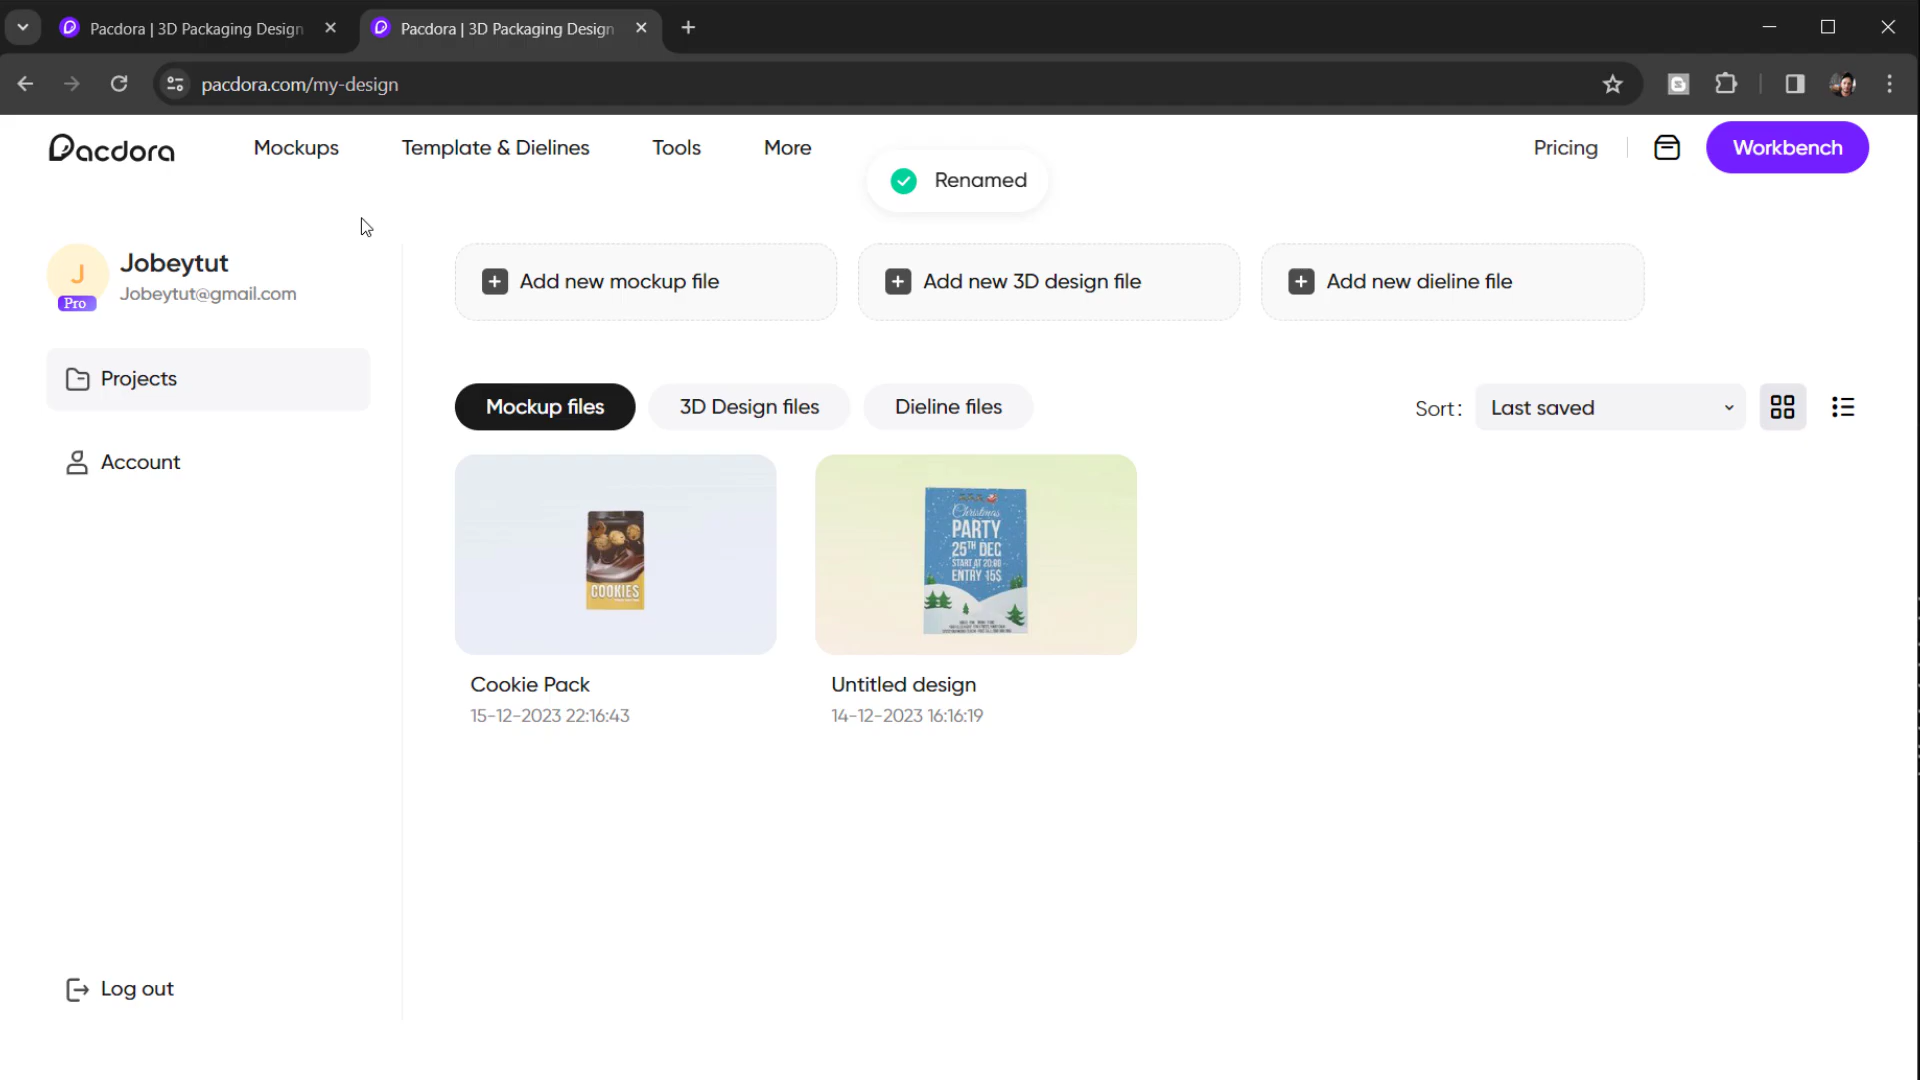 Pacdora | 3D Packaging Design
Pacdora | 3D Packaging Design
pacdora.com/my-design
Pacdora
Mockups
Template & Dielines
Tools
More
Pricing
Workbench
Renamed
J
Pro
Jobeytut
Jobeytut@gmail.com
Add new mockup file
Add new 3D design file
Add new dieline file
Projects
Account
Mockup files
3D Design files
Dieline files
Sort:
Last saved
COOKIES
Christmas
PARTY
25TH DEC
START AT 20:00
ENTRY 15$
Cookie Pack
15-12-2023 22:16:43
Untitled design
14-12-2023 16:16:19
Log out